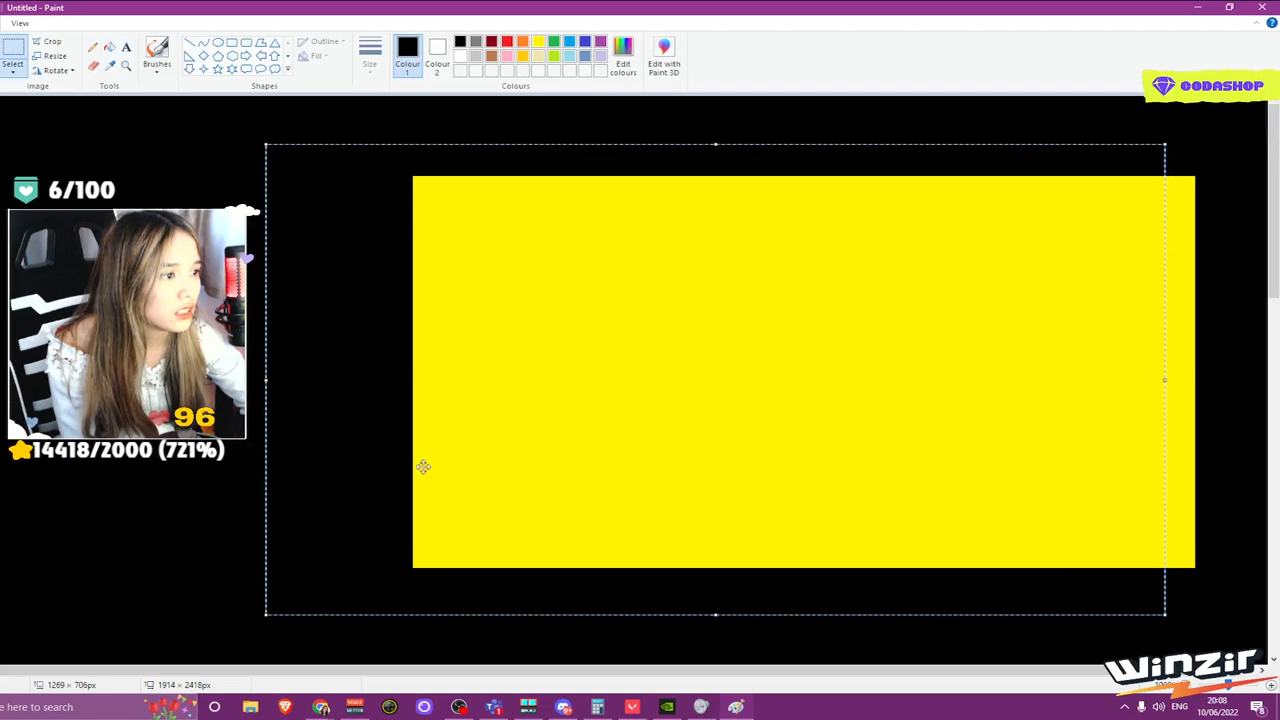 Untitled - Paint
View
Select
Crop
Resize
Rotate
Image
Tools
Brushes
Shapes
Outline
Fill
Size
Colour 1
Colour 2
Edit colours
Colours
Edit with Paint 3D
CODASHOP
6/100
96
14418/2000 (721%)
WINZIR
1269 × 706px
1914 × 2418px
100%
here to search
ENG
20:08
10/06/2022
8